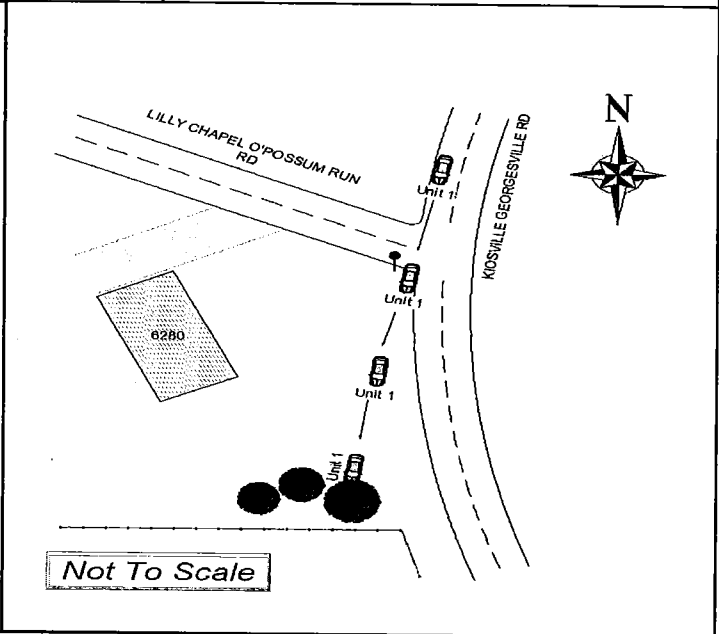 N
LILLY CHAPEL O'POSSUM RUN
RD
KIOSVILLE GEORGESVILLE RD
Unit 1
Unit 1
6280
Unit 1
Unit 1
Not To Scale